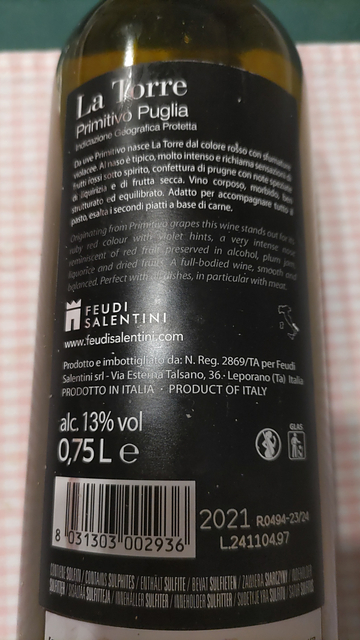 La Torre
Primitivo Puglia
Indicazione Geografica Protetta
Da uve Primitivo nasce La Torre dal colore rosso con sfumature
violacee. Al naso è tipico, molto intenso e richiama sensazioni di
frutti rossi sotto spirito, confettura di prugne con note speziate
di liquirizia e di frutta secca. Vino corposo, morbido, ben
strutturato ed equilibrato. Adatto per accompagnare tutto il
pasto, esalta i secondi piatti a base di carne.
Originating from Primitivo grapes this wine stands out for its
ruby red colour with violet hints, a very intense nose
reminiscent of red fruit preserved in alcohol, plum jam,
liquorice and dried fruits. A full-bodied wine, smooth and
balanced. Perfect with all dishes, in particular with meat.
FEUDI
SALENTINI
www.feudisalentini.com
Prodotto e imbottigliato da: N. Reg. 2869/TA per Feudi
Salentini srl - Via Esterna Talsano, 36 - Leporano (Ta) Italia
PRODOTTO IN ITALIA · PRODUCT OF ITALY
alc. 13% vol
0,75 L e
GLAS
8 031303 002936
2021 R0494-23/24
L.241104.97
CONTIENE SOLFITI / CONTAINS SULPHITES / ENTHÄLT SULFITE / BEVAT SULFIETEN / ZAWIERA SIARCZYNY
INNEHÅLLER SULFITER / INDEHOLDER SULFITTER